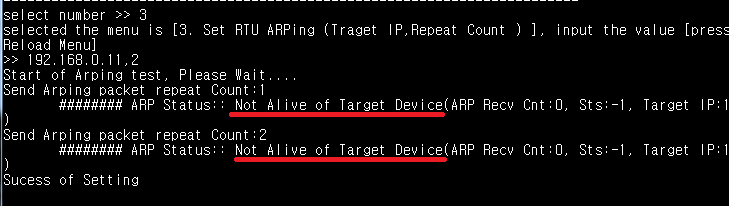 select number >> 3
selected the menu is [3. Set RTU ARPing (Traget IP,Repeat Count ) ], input the value [press
Reload Menu]
>> 192.168.0.11,2
Start of Arping test, Please Wait....
Send Arping packet repeat Count:1
######## ARP Status:: Not Alive of Target Device(ARP Recv Cnt:0, Sts:-1, Target IP:1
)
Send Arping packet repeat Count:2
######## ARP Status:: Not Alive of Target Device(ARP Recv Cnt:0, Sts:-1, Target IP:1
)
Sucess of Setting